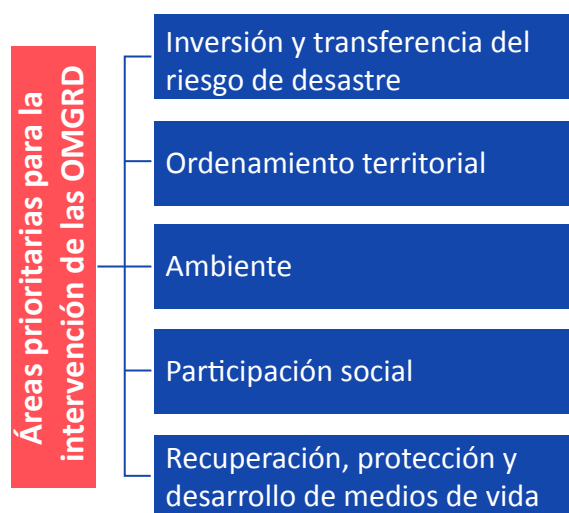 Áreas prioritarias para la
intervención de las OMGRD
Inversión y transferencia del
riesgo de desastre
Ordenamiento territorial
Ambiente
Participación social
Recuperación, protección y
desarrollo de medios de vida